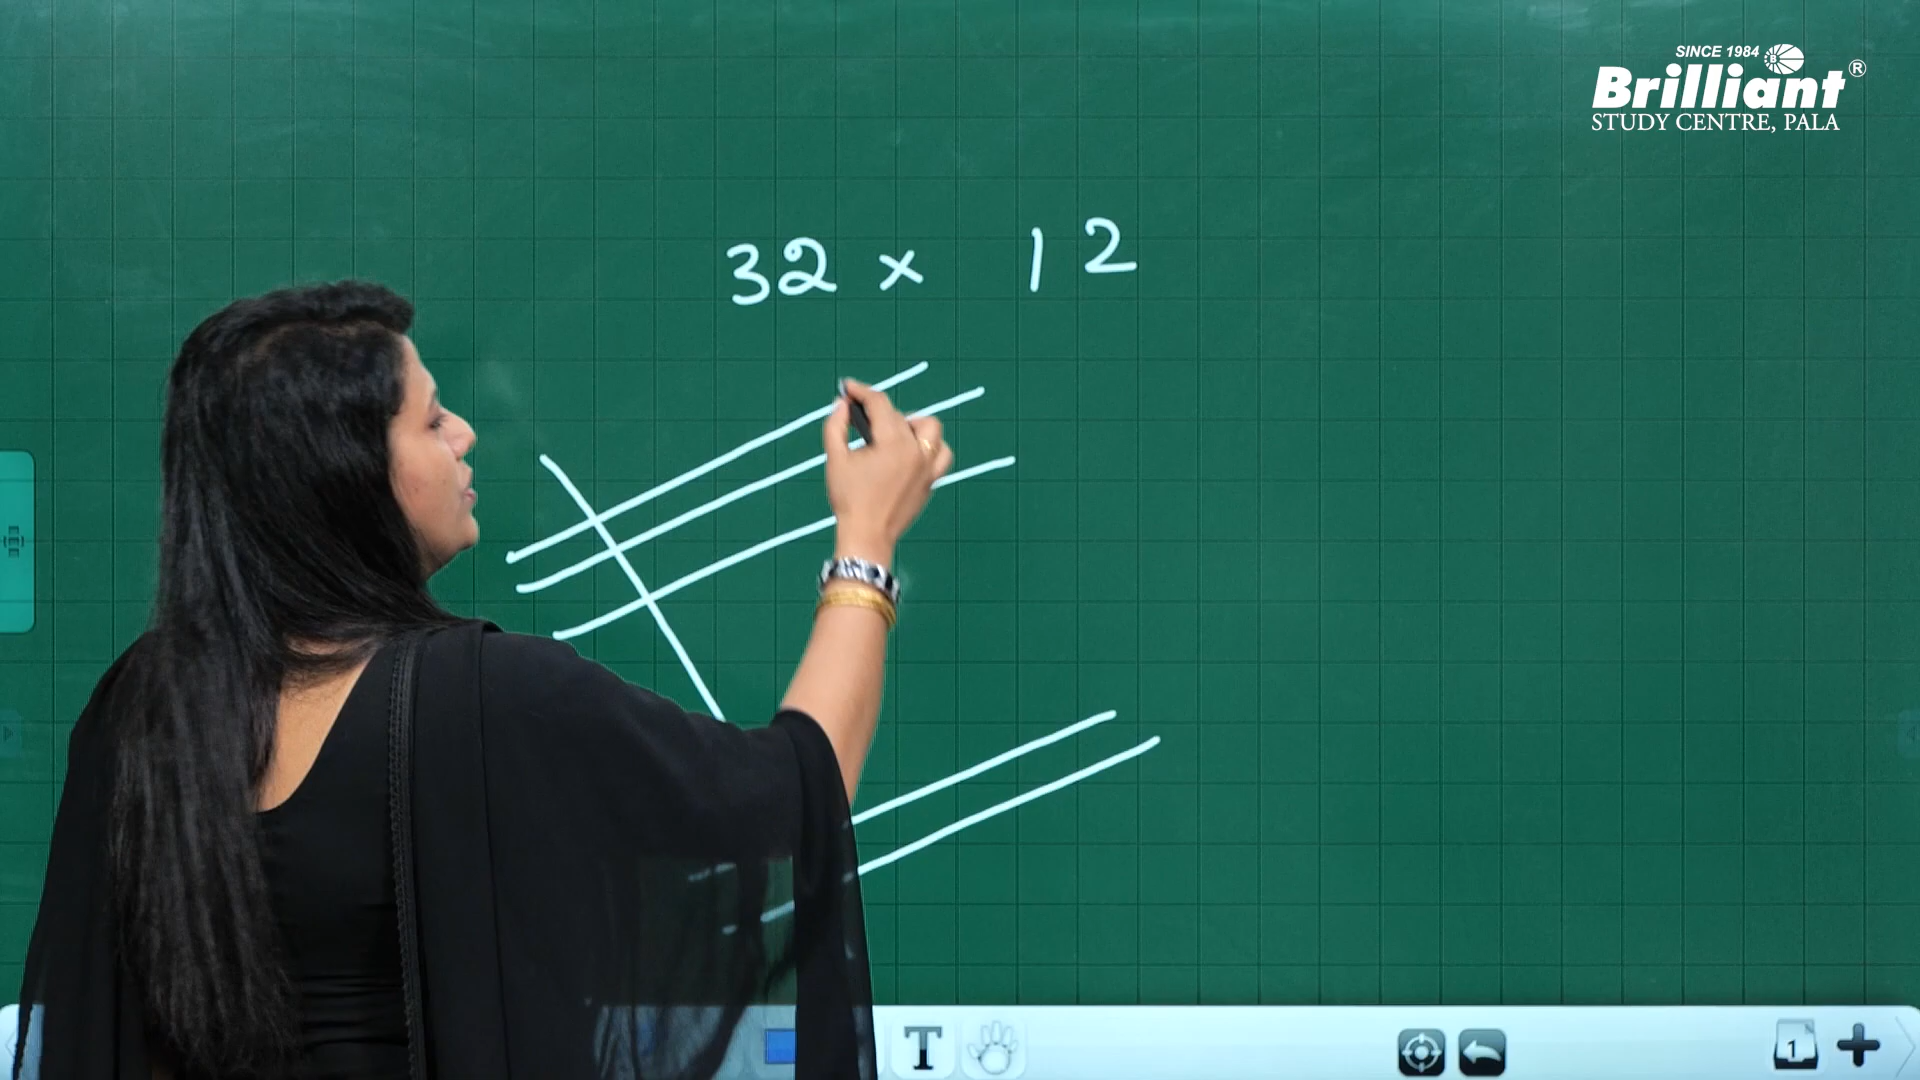 SINCE 1984
B
Brilliant®
STUDY CENTRE, PALA
32 × 12
T
1